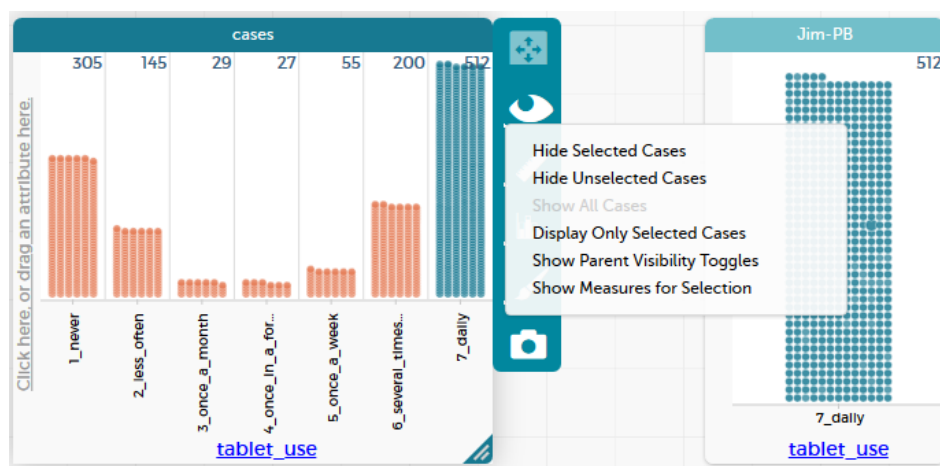 cases
305 145 29 27 55 200 512
Click here, or drag an attribute here.
1_never
2_less_often
3_once_a_month
4_once_in_a_for...
5_once_a_week
6_several_times...
7_daily
tablet_use
Hide Selected Cases
Hide Unselected Cases
Show All Cases
Display Only Selected Cases
Show Parent Visibility Toggles
Show Measures for Selection
Jim-PB
512
7_daily
tablet_use